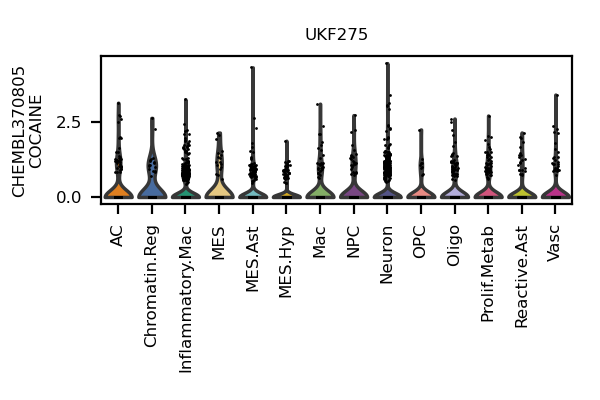 UKF275
CHEMBL370805
COCAINE
2.5
0.0
AC
Chromatin.Reg
Inflammatory.Mac
MES
MES.Ast
MES.Hyp
Mac
NPC
Neuron
OPC
Oligo
Prolif.Metab
Reactive.Ast
Vasc